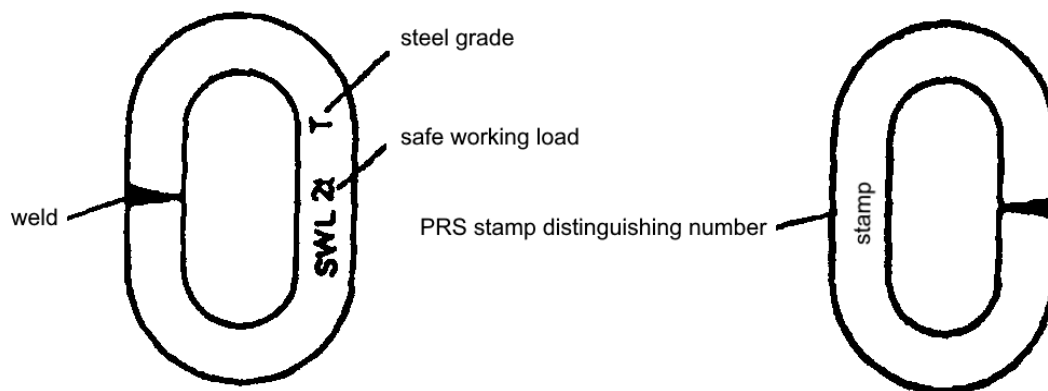 steel grade
T
safe working load
SWL 2t
weld
PRS stamp distinguishing number
stamp